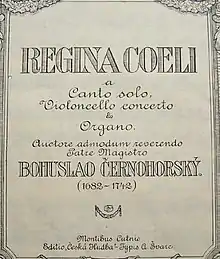 REGINA COELI
a
Canto solo,
Violoncello concerto
&
Organo.
Auctore admodum reverendo
Patre Magistro
BOHUSLAO ČERNOHORSKÝ.
(1682-1742)
Montibus Cutnis
Editio „Česká Hudba“-Typis A. Švarc.